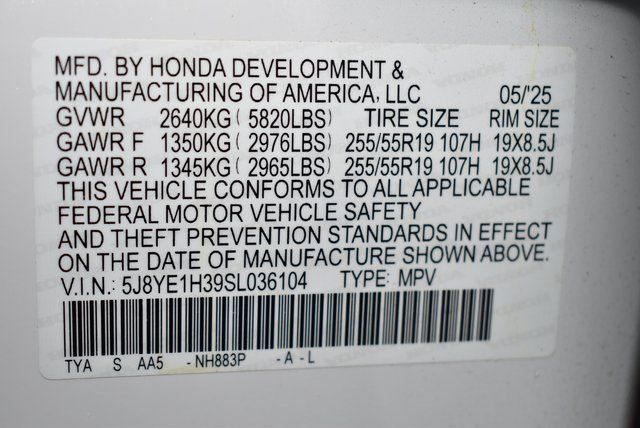 MFD. BY HONDA DEVELOPMENT &
MANUFACTURING OF AMERICA, LLC 05/'25
GVWR 2640KG ( 5820LBS) TIRE SIZE RIM SIZE
GAWR F 1350KG ( 2976LBS) 255/55R19 107H 19X8.5J
GAWR R 1345KG ( 2965LBS) 255/55R19 107H 19X8.5J
THIS VEHICLE CONFORMS TO ALL APPLICABLE
FEDERAL MOTOR VEHICLE SAFETY
AND THEFT PREVENTION STANDARDS IN EFFECT
ON THE DATE OF MANUFACTURE SHOWN ABOVE.
V.I.N.: 5J8YE1H39SL036104 TYPE: MPV
TYA S AA5 - NH883P - A - L